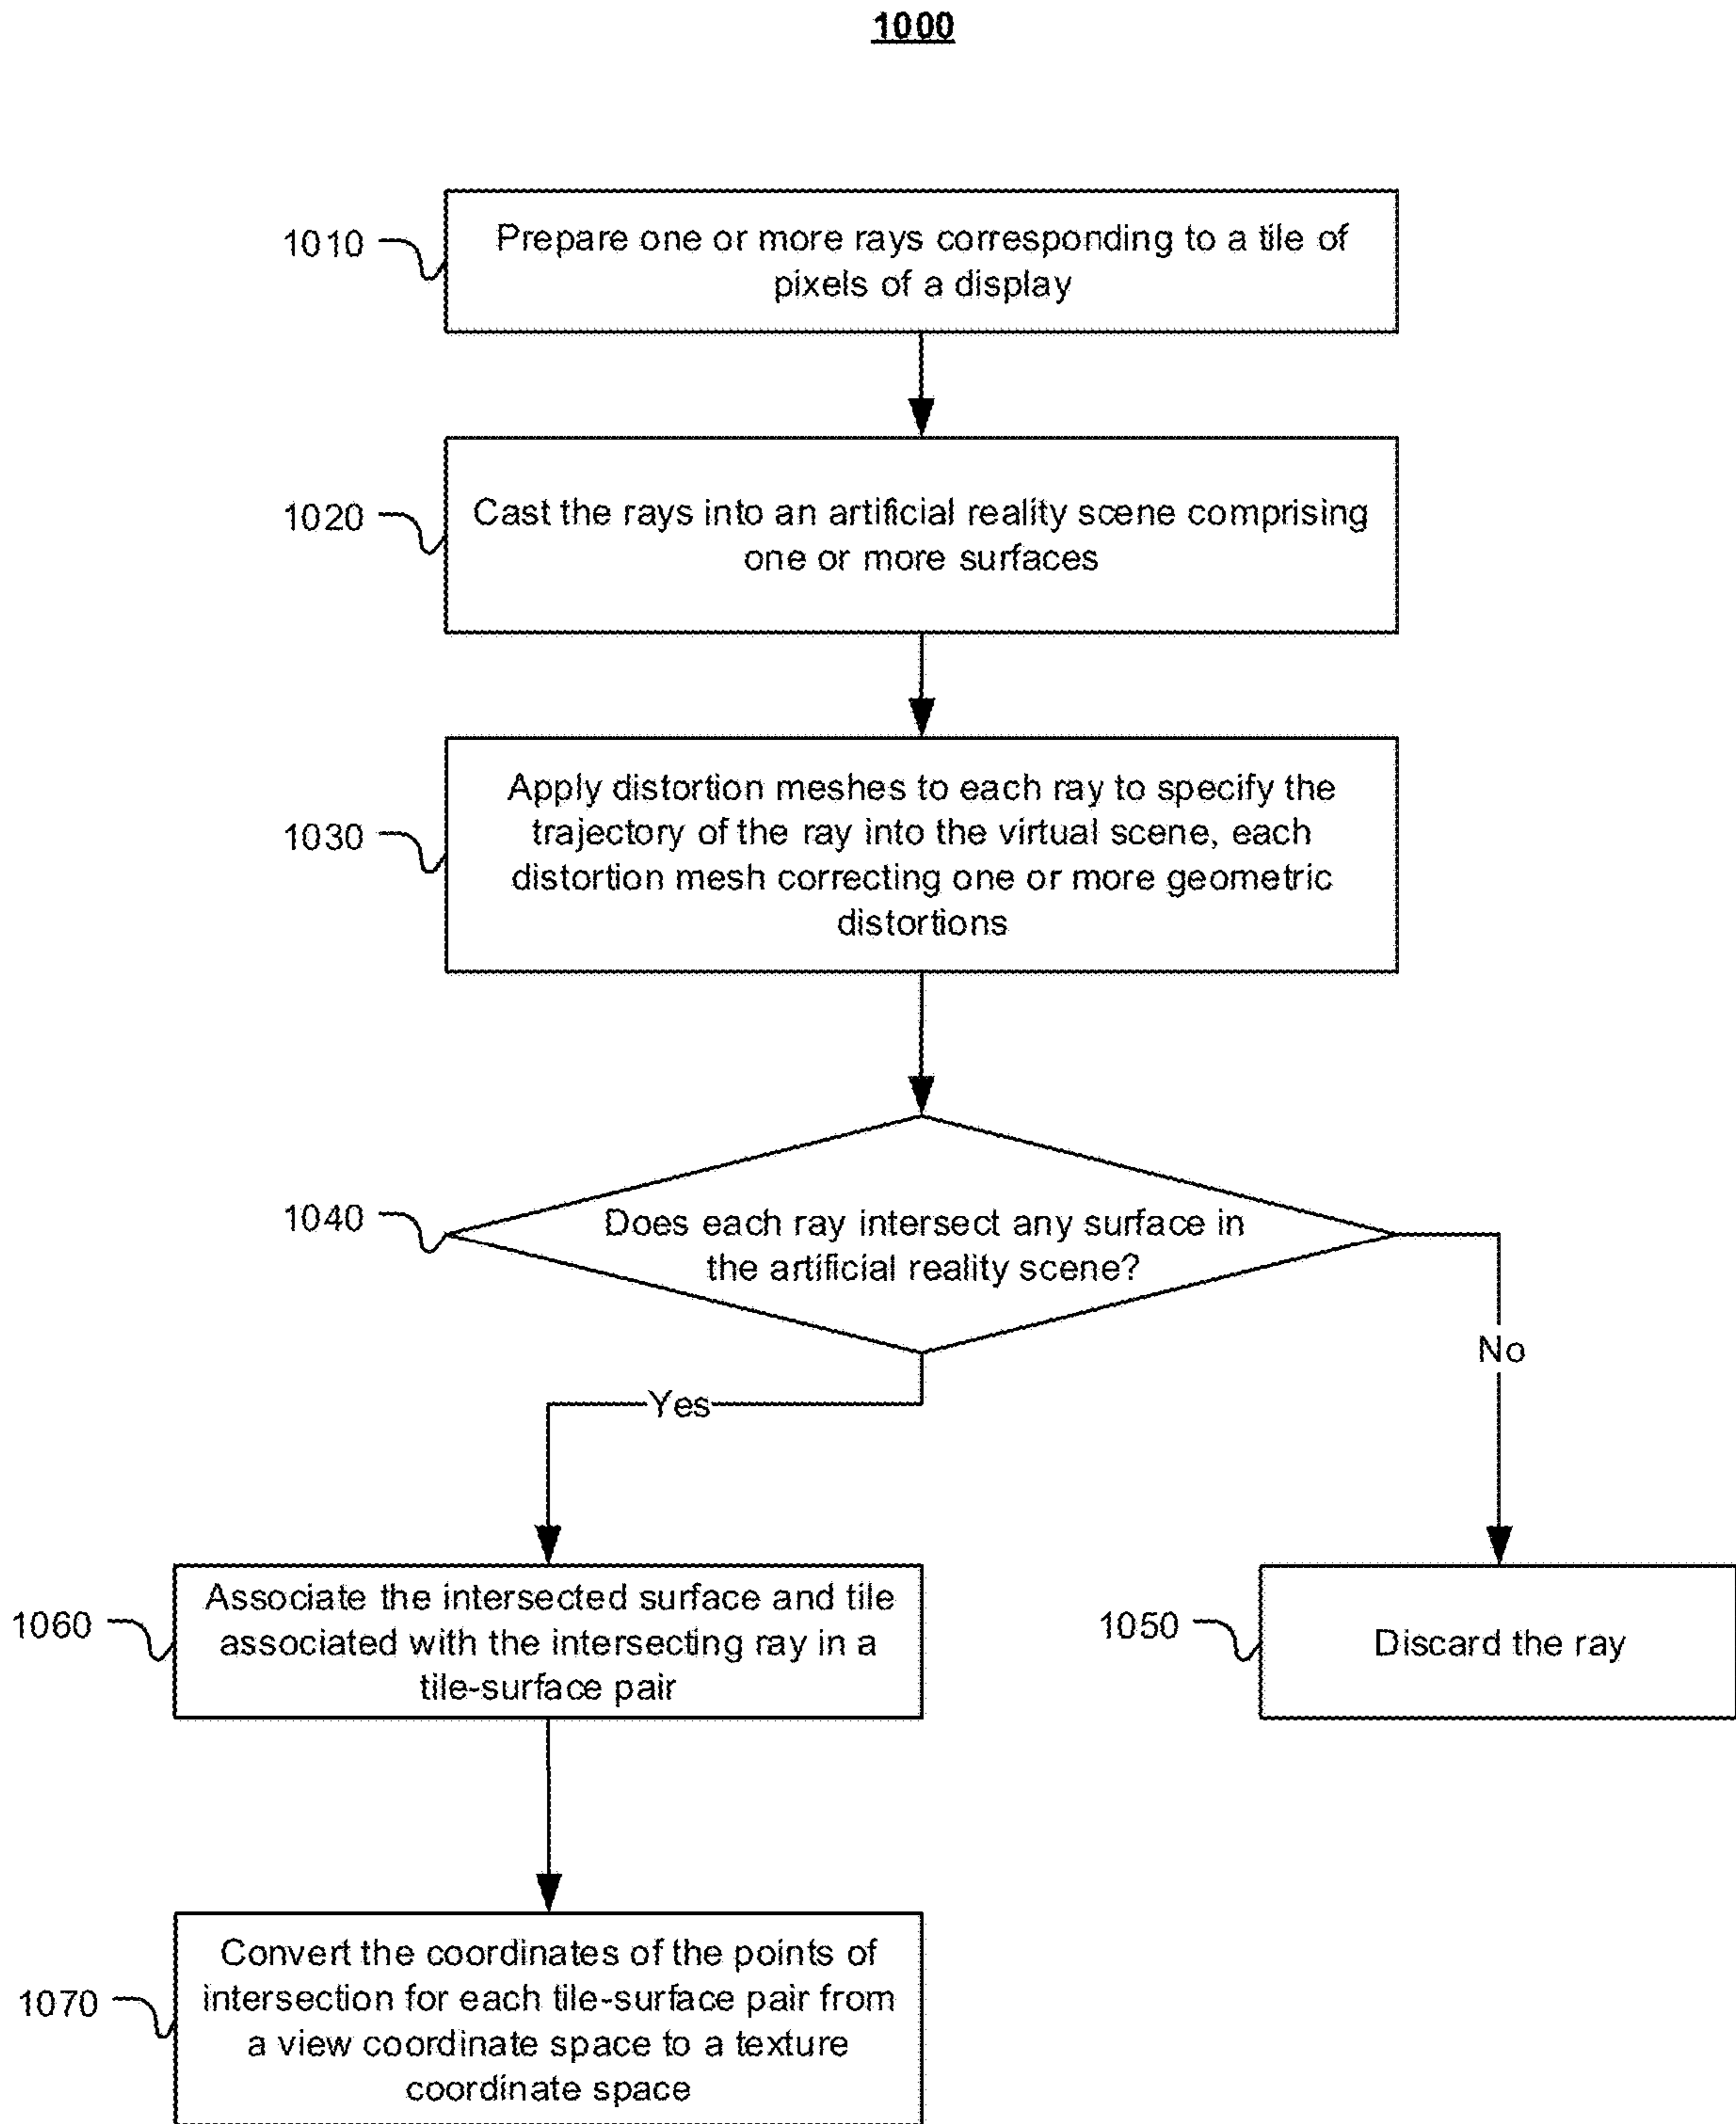 1000
1010
Prepare one or more rays corresponding to a tile of
pixels of a display
1020
Cast the rays into an artificial reality scene comprising
one or more surfaces
1030
Apply distortion meshes to each ray to specify the
trajectory of the ray into the virtual scene, each
distortion mesh correcting one or more geometric
distortions
1040
Does each ray intersect any surface in
the artificial reality scene?
No
Yes
1060
Associate the intersected surface and tile
associated with the intersecting ray in a
tile-surface pair
1050
Discard the ray
1070
Convert the coordinates of the points of
intersection for each tile-surface pair from
a view coordinate space to a texture
coordinate space